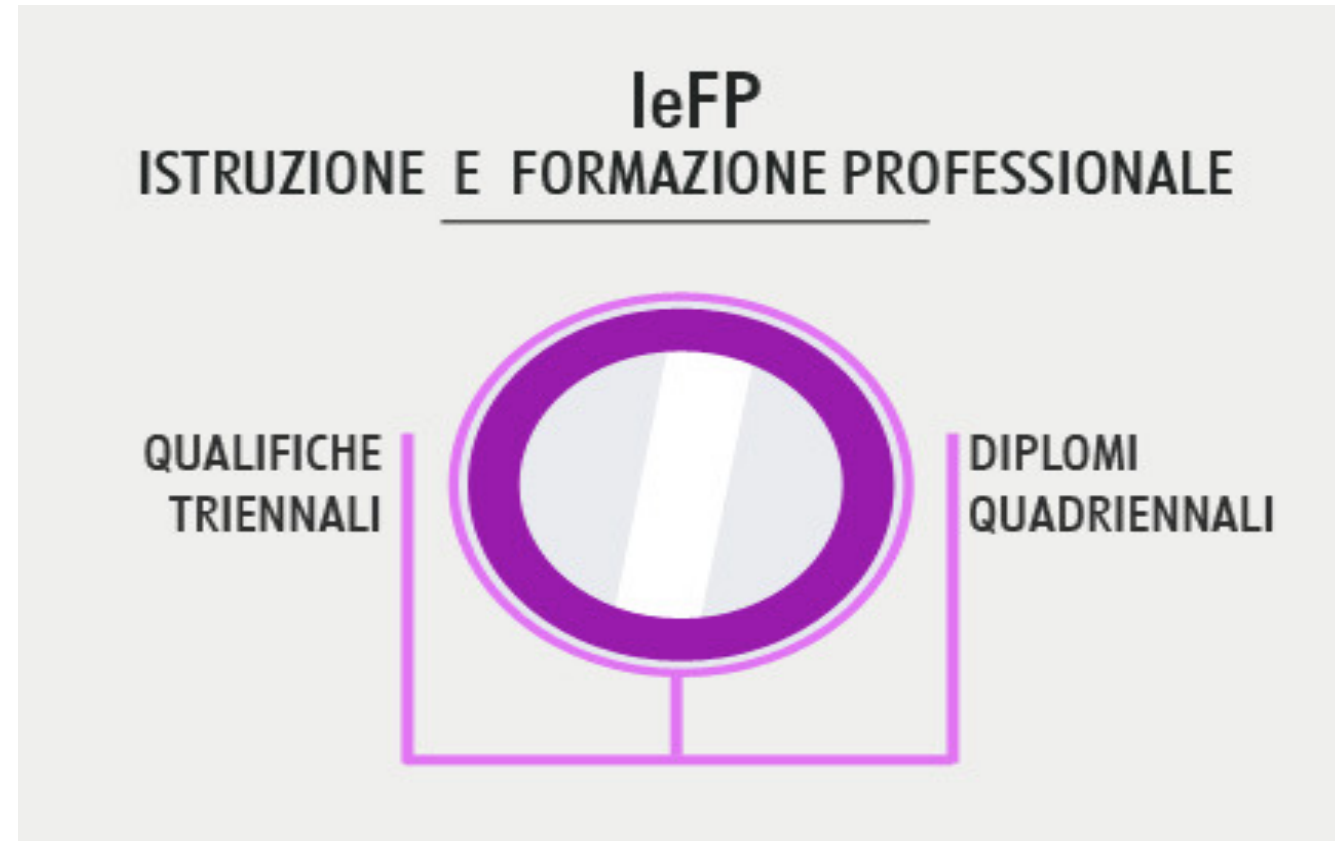 IeFP
ISTRUZIONE E FORMAZIONE PROFESSIONALE
QUALIFICHE
TRIENNALI
DIPLOMI
QUADRIENNALI